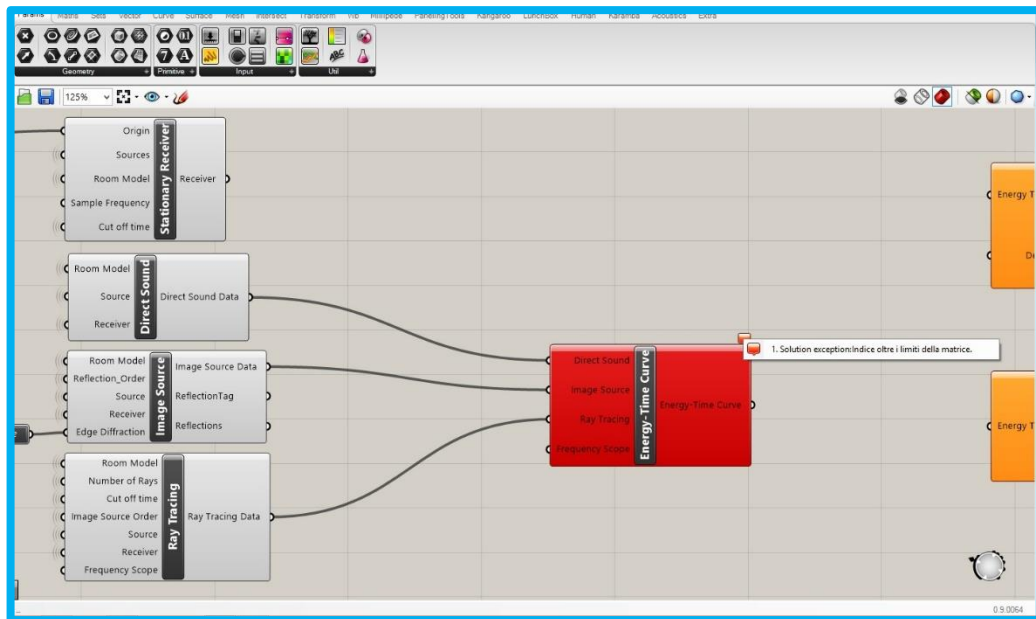 Params Maths Sets Vector Curve Surface Mesh Intersect Transform Wb Millipede PanelingTools Kangaroo LunchBox Human Karamba Acoustics Extra
Geometry + Primitive + Input + Util +
125%
Origin
Sources
Room Model
Sample Frequency
Cut off time
Stationary Receiver
Receiver
Room Model
Source
Receiver
Direct Sound
Direct Sound Data
Room Model
Reflection_Order
Source
Receiver
Edge Diffraction
Image Source
Image Source Data
ReflectionTag
Reflections
Room Model
Number of Rays
Cut off time
Image Source Order
Source
Receiver
Frequency Scope
Ray Tracing
Ray Tracing Data
Direct Sound
Image Source
Ray Tracing
Frequency Scope
Energy-Time Curve
Energy-Time Curve
1. Solution exception:Indice oltre i limiti della matrice.
Energy T
De
Energy T
0.9.0064